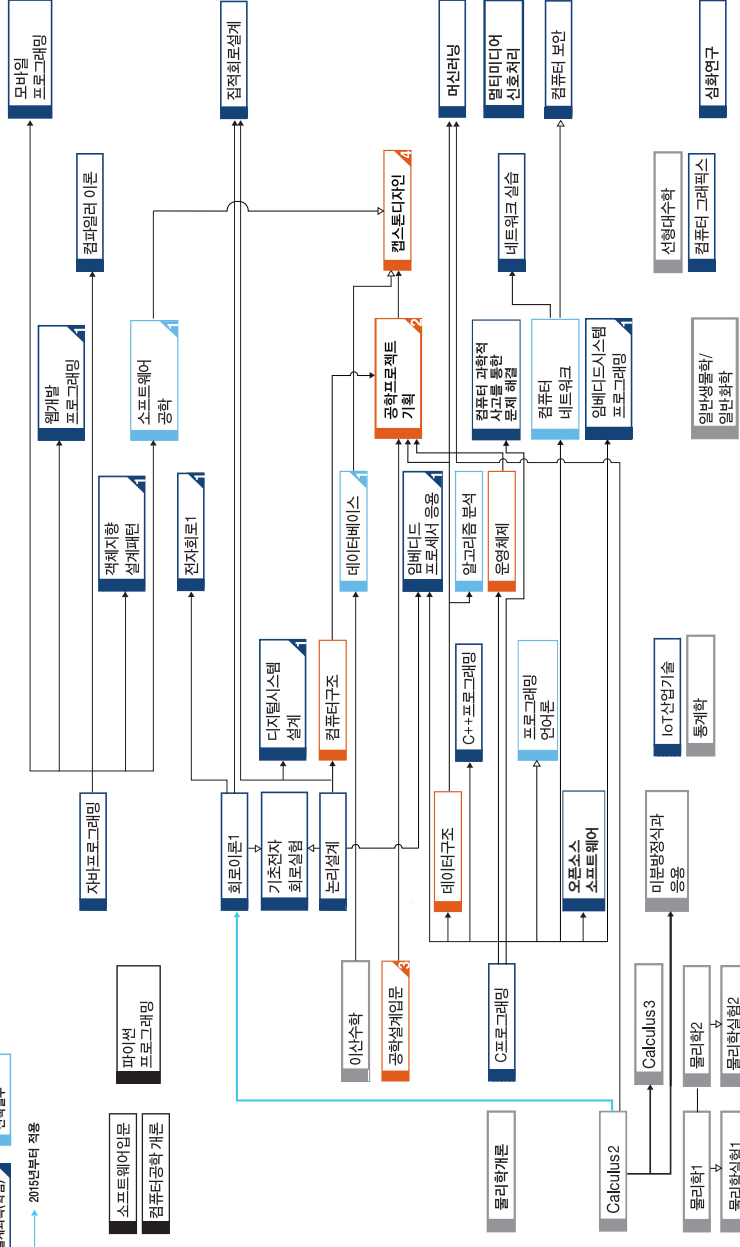 모바일
프로그래밍
집적회로설계
머신러닝
멀티미디어
신호처리
컴퓨터 보안
심화연구
컴파일러 이론
캡스톤디자인
4
네트워크 실습
선형대수학
컴퓨터 그래픽스
웹개발
프로그래밍
1
소프트웨어
공학
1
공학프로젝트
기획
2
컴퓨터 과학적
사고를 통한
문제 해결
컴퓨터
네트워크
임베디드시스템
프로그래밍
1
일반생물학/
일반화학
객체지향
설계패턴
1
전자회로1
1
데이터베이스
1
임베디드
프로세서 응용
1
알고리즘 분석
운영체제
디지털시스템
설계
1
컴퓨터구조
C++프로그래밍
프로그래밍
언어론
IoT산업기술
통계학
자바프로그래밍
회로이론1
기초전자
회로실험
논리설계
데이터구조
오픈소스
소프트웨어
미분방정식과
응용
파이썬
프로그래밍
이산수학
공학설계입문
3
C프로그래밍
Calculus3
물리학2
물리학실험2
소프트웨어입문
컴퓨터공학 개론
물리학개론
Calculus2
물리학1
물리학실험1
2015년부터 적용